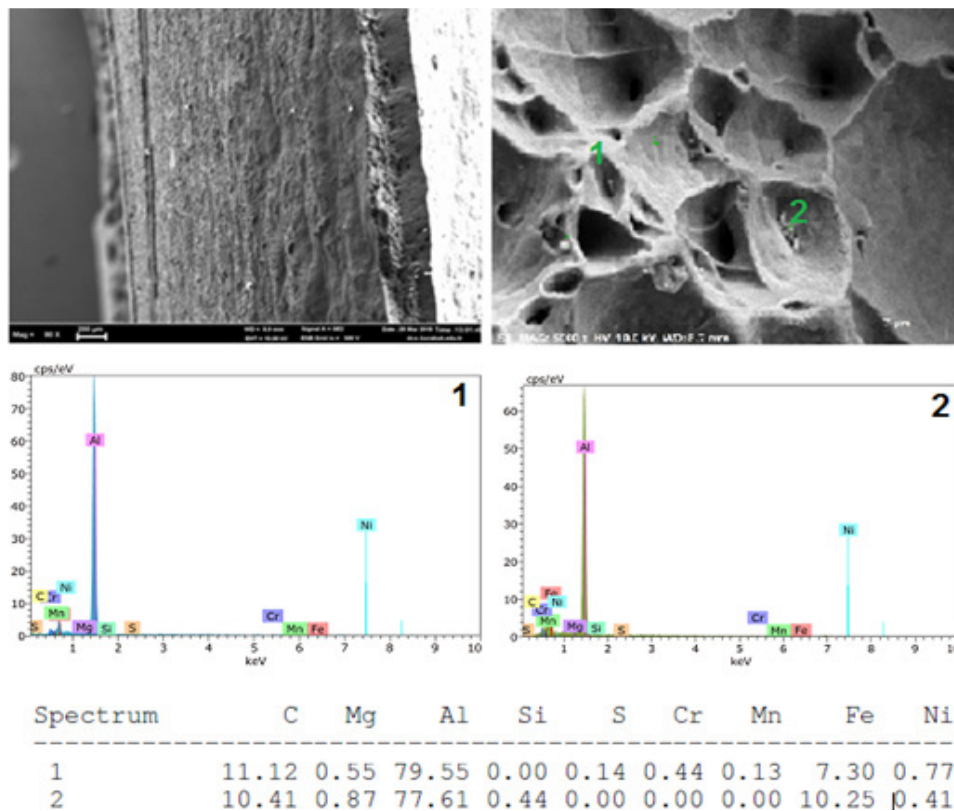 1
2
Mag = 90 X 200 µm
cps/eV
80
70
60
50
40
30
20
10
0
1
Al
Ni
C Cr Ni
Mn
S Mg Si S
Cr
Mn Fe
1 2 3 4 5 6 7 8 9 10
keV
cps/eV
60
50
40
30
20
10
0
2
Al
Ni
C Cr Fe Ni
Mn
S Mg Si S
Cr
Mn Fe
1 2 3 4 5 6 7 8 9
keV
Spectrum C Mg Al Si S Cr Mn Fe Ni
1 11.12 0.55 79.55 0.00 0.14 0.44 0.13 7.30 0.77
2 10.41 0.87 77.61 0.44 0.00 0.00 0.00 10.25 0.41